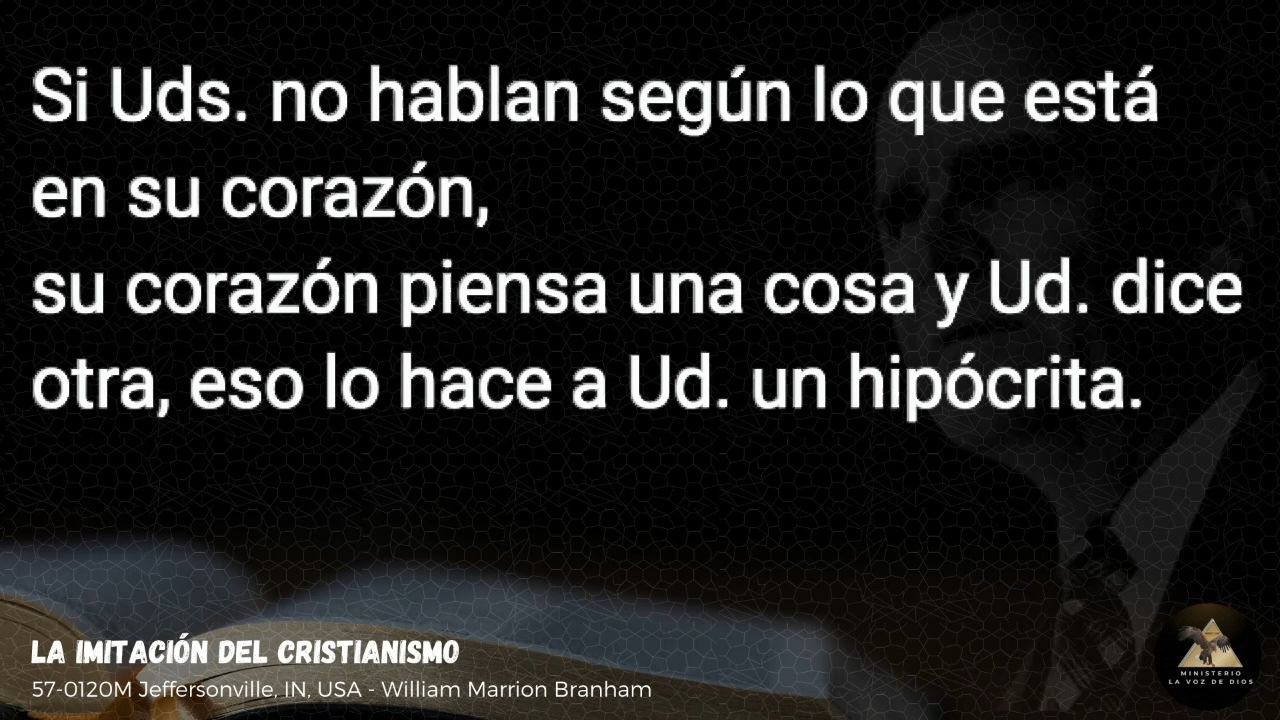 Si Uds. no hablan según lo que está
en su corazón,
su corazón piensa una cosa y Ud. dice
otra, eso lo hace a Ud. un hipócrita.
LA IMITACIÓN DEL CRISTIANISMO
57-0120M Jeffersonville, IN, USA - William Marrion Branham
MINISTERIO
LA VOZ DE DIOS